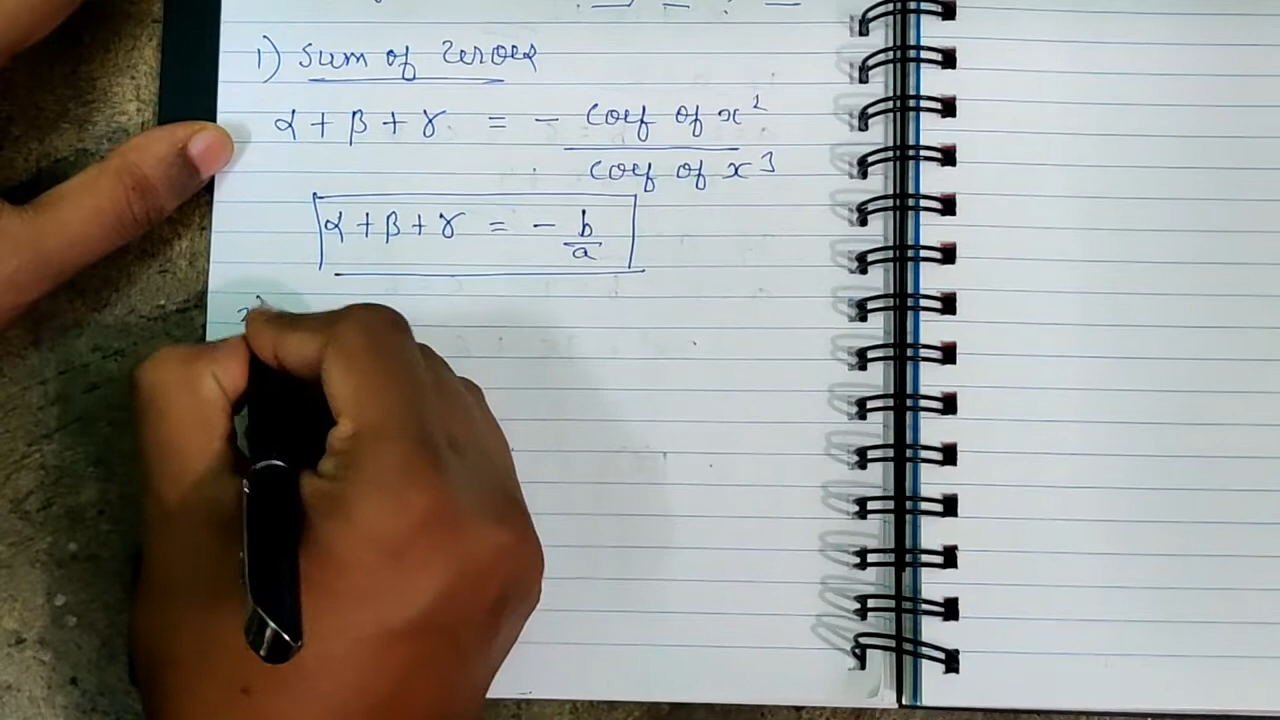 1) Sum of Zeroes
α + β + γ = - coef of x²
coef of x³
α + β + γ = - b
a